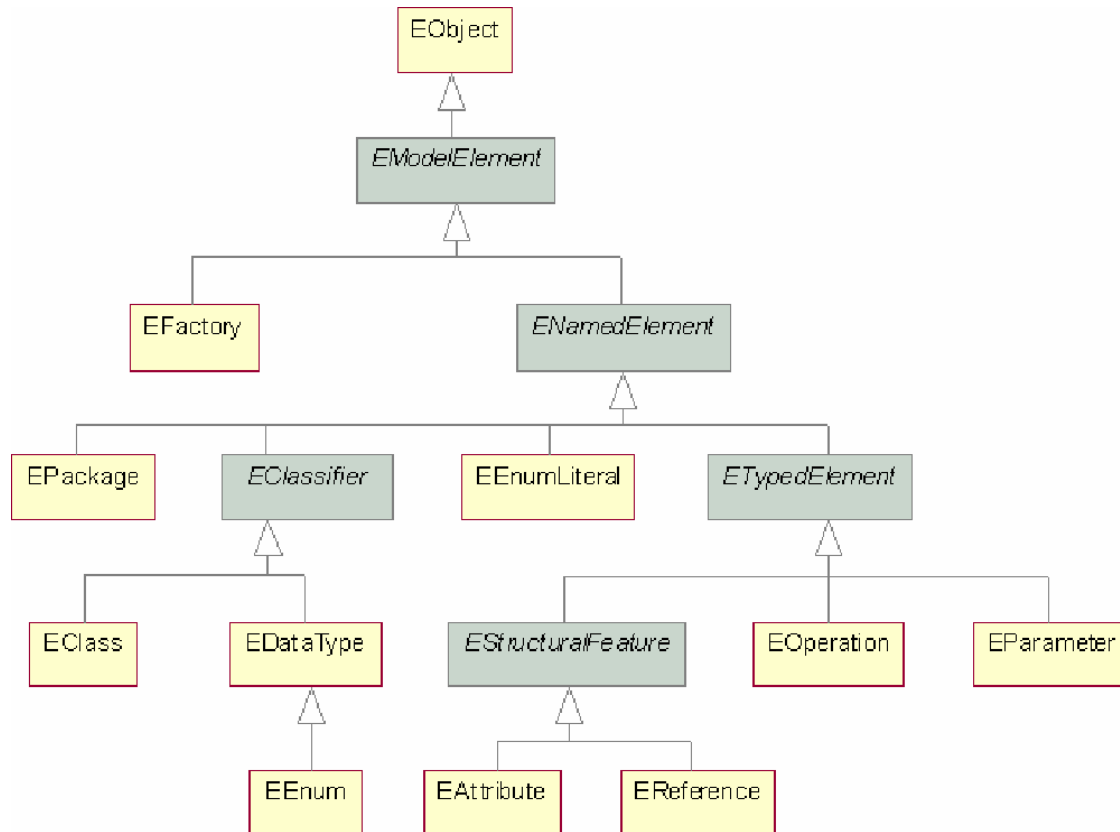 EObject
EModelElement
EFactory
ENamedElement
EPackage
EClassifier
EEnumLiteral
ETypedElement
EClass
EDataType
EStructuralFeature
EOperation
EParameter
EEnum
EAttribute
EReference